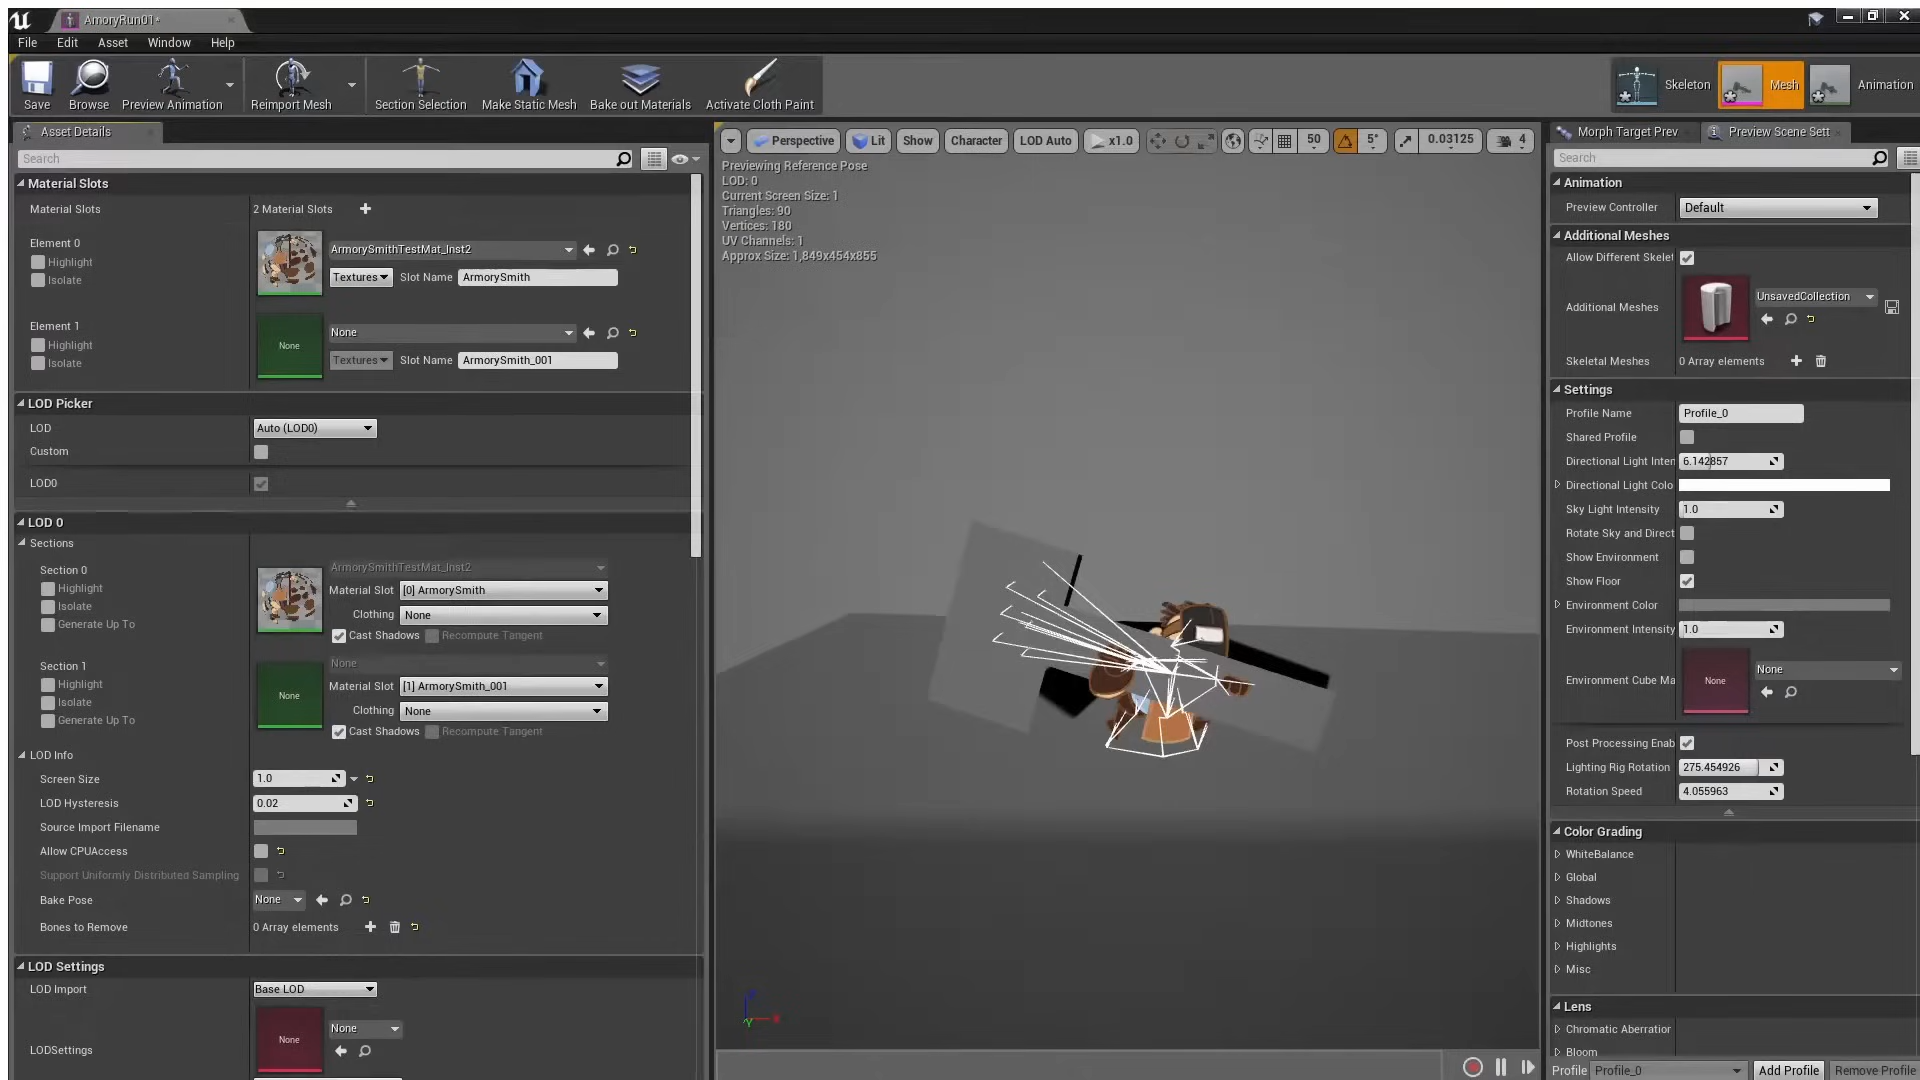 AmoryRun01*
File Edit Asset Window Help
Save Browse Preview Animation Reimport Mesh Section Selection Make Static Mesh Bake out Materials Activate Cloth Paint Skeleton Mesh Animation
Asset Details
Search
Material Slots
Material Slots 2 Material Slots
Element 0
Highlight
Isolate
ArmorySmithTestMat_Inst2
Textures Slot Name ArmorySmith
Element 1
Highlight
Isolate
None
None
Textures Slot Name ArmorySmith_001
LOD Picker
LOD Auto (LOD0)
Custom
LOD0
LOD 0
Sections
Section 0
Highlight
Isolate
Generate Up To
ArmorySmithTestMat_Inst2
Material Slot [0] ArmorySmith
Clothing None
Cast Shadows Recompute Tangent
Section 1
Highlight
Isolate
Generate Up To
None
None
Material Slot [1] ArmorySmith_001
Clothing None
Cast Shadows Recompute Tangent
LOD Info
Screen Size 1.0
LOD Hysteresis 0.02
Source Import Filename
Allow CPUAccess
Support Uniformly Distributed Sampling
Bake Pose None
Bones to Remove 0 Array elements
LOD Settings
LOD Import Base LOD
LODSettings None None
Perspective Lit Show Character LOD Auto x1.0 50 5° 0.03125 4
Previewing Reference Pose
LOD: 0
Current Screen Size: 1
Triangles: 90
Vertices: 180
UV Channels: 1
Approx Size: 1,849x454x855
Y
Morph Target Prev Preview Scene Sett
Search
Animation
Preview Controller Default
Additional Meshes
Allow Different Skelet
Additional Meshes UnsavedCollection
Skeletal Meshes 0 Array elements
Settings
Profile Name Profile_0
Shared Profile
Directional Light Inten 6.142857
Directional Light Colo
Sky Light Intensity 1.0
Rotate Sky and Direct
Show Environment
Show Floor
Environment Color
Environment Intensity 1.0
Environment Cube Ma None None
Post Processing Enab
Lighting Rig Rotation 275.454926
Rotation Speed 4.055963
Color Grading
WhiteBalance
Global
Shadows
Midtones
Highlights
Misc
Lens
Chromatic Aberration
Bloom
Profile Profile_0 Add Profile Remove Profile